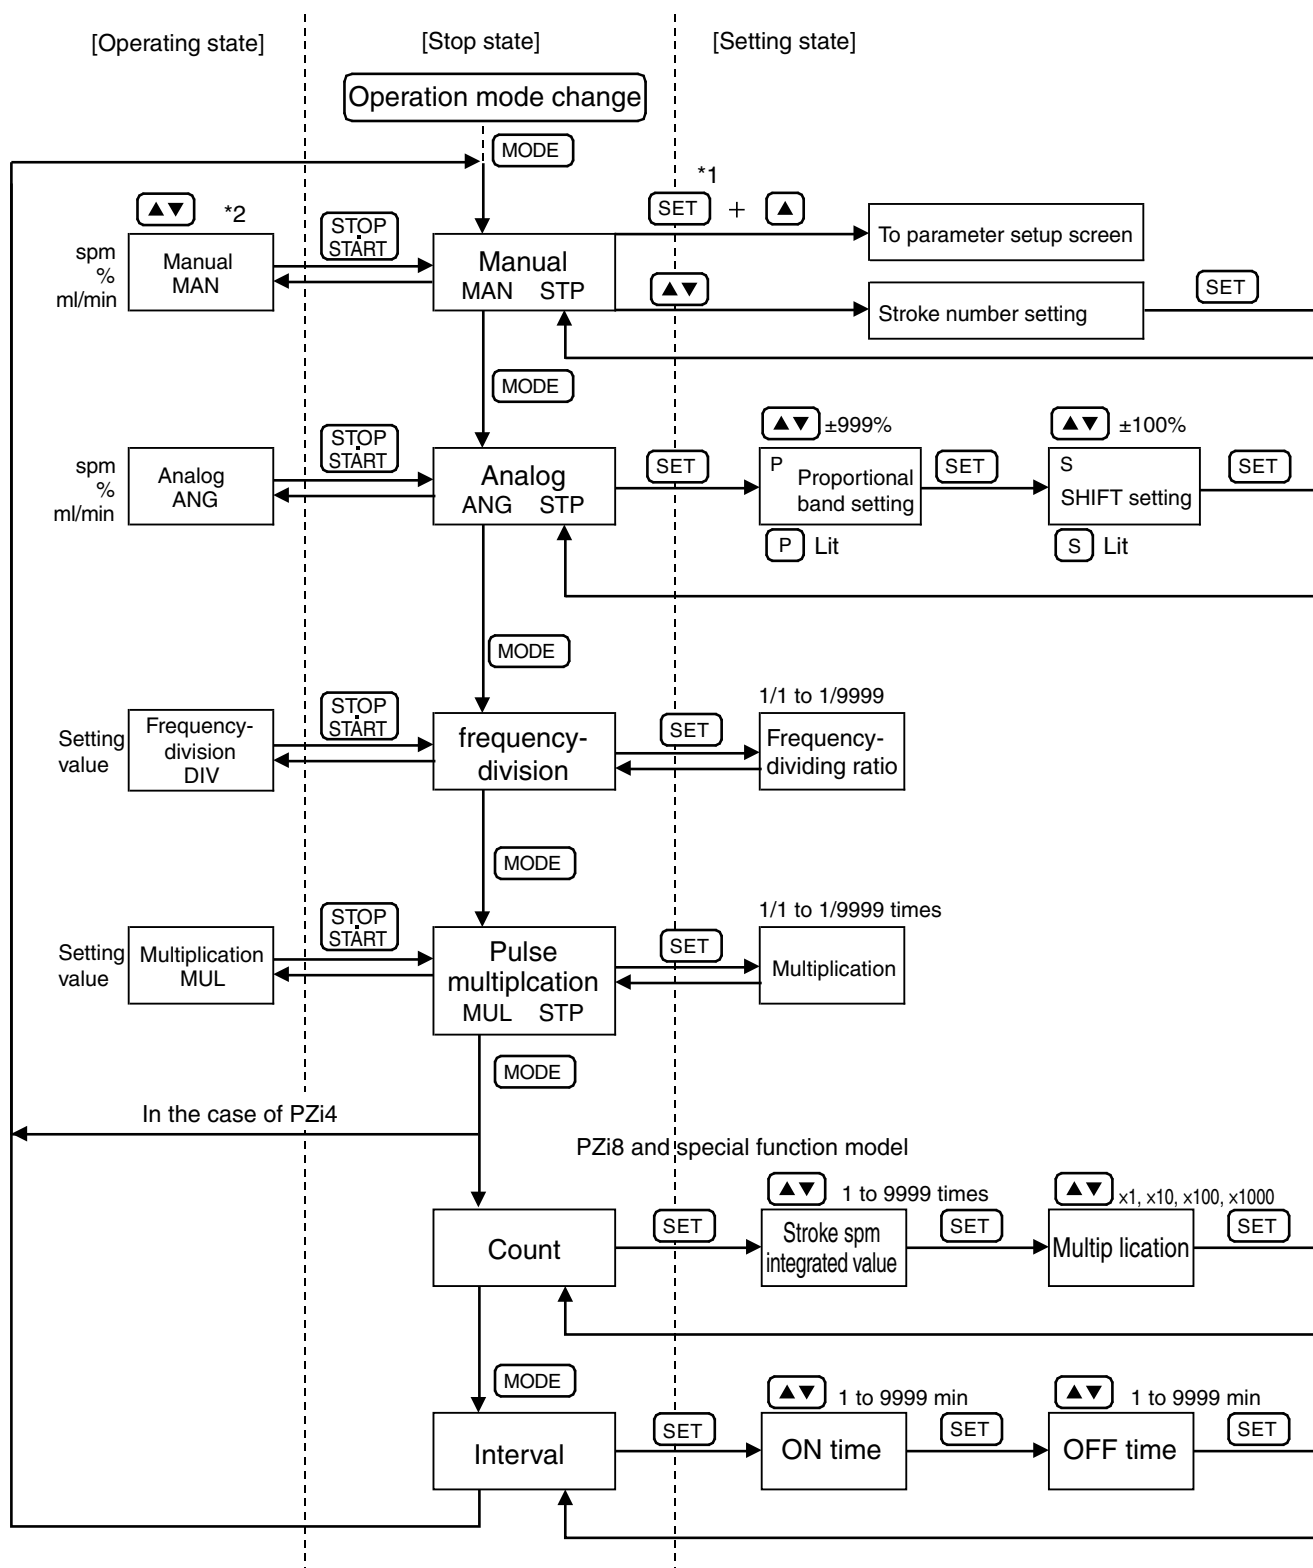 [Operating state]
[Stop state]
[Setting state]
Operation mode change
MODE
*1
SET + ▲
▲▼ *2
STOP
START
spm
%
ml/min
Manual
MAN
Manual
MAN STP
To parameter setup screen
▲▼
Stroke number setting
SET
MODE
STOP
START
spm
%
ml/min
Analog
ANG
Analog
ANG STP
SET
▲▼ ±999%
P Proportional
band setting
P Lit
SET
▲▼ ±100%
S
SHIFT setting
S Lit
SET
MODE
Setting
value
Frequency-
division
DIV
STOP
START
frequency-
division
SET
1/1 to 1/9999
Frequency-
dividing ratio
MODE
Setting
value
Multiplication
MUL
STOP
START
Pulse
multiplcation
MUL STP
SET
1/1 to 1/9999 times
Multiplication
MODE
In the case of PZi4
PZi8 and special function model
Count
SET
▲▼ 1 to 9999 times
Stroke spm
integrated value
SET
▲▼ x1, x10, x100, x1000
Multip lication
SET
MODE
Interval
SET
▲▼ 1 to 9999 min
ON time
SET
▲▼ 1 to 9999 min
OFF time
SET